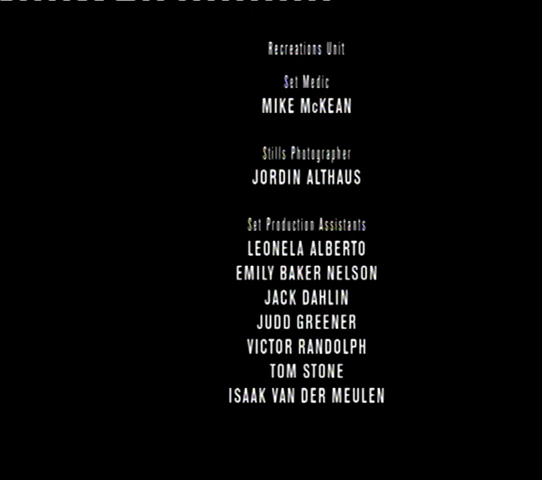 Recreations Unit
Set Medic
MIKE McKEAN
Stills Photographer
JORDIN ALTHAUS
Set Production Assistants
LEONELA ALBERTO
EMILY BAKER NELSON
JACK DAHLIN
JUDD GREENER
VICTOR RANDOLPH
TOM STONE
ISAAK VAN DER MEULEN